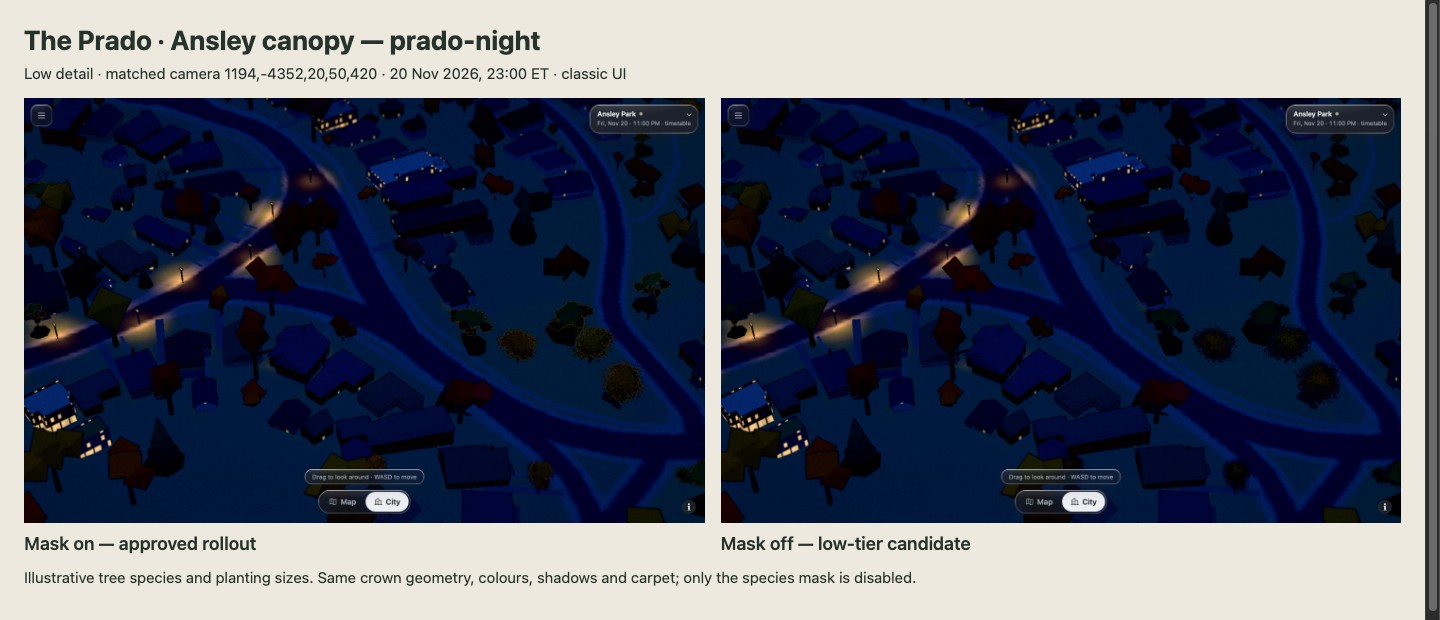 The Prado · Ansley canopy — prado-night
Low detail · matched camera 1194,-4352,20,50,420 · 20 Nov 2026, 23:00 ET · classic UI
Ansley Park
Fri, Nov 20 · 11:00 PM · timetable
Drag to look around · WASD to move
Map City
Ansley Park
Fri, Nov 20 · 11:00 PM · timetable
Drag to look around · WASD to move
Map City
Mask on — approved rollout
Mask off — low-tier candidate
Illustrative tree species and planting sizes. Same crown geometry, colours, shadows and carpet; only the species mask is disabled.